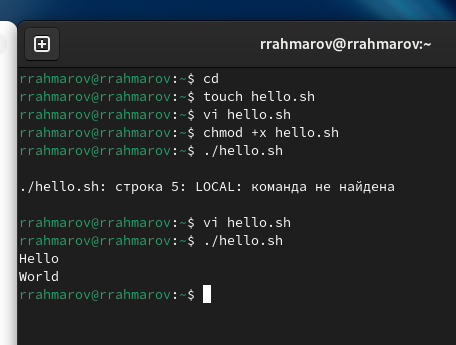 rrahmarov@rrahmarov:~
rrahmarov@rrahmarov:~$ cd
rrahmarov@rrahmarov:~$ touch hello.sh
rrahmarov@rrahmarov:~$ vi hello.sh
rrahmarov@rrahmarov:~$ chmod +x hello.sh
rrahmarov@rrahmarov:~$ ./hello.sh
./hello.sh: строка 5: LOCAL: команда не найдена
rrahmarov@rrahmarov:~$ vi hello.sh
rrahmarov@rrahmarov:~$ ./hello.sh
Hello
World
rrahmarov@rrahmarov:~$